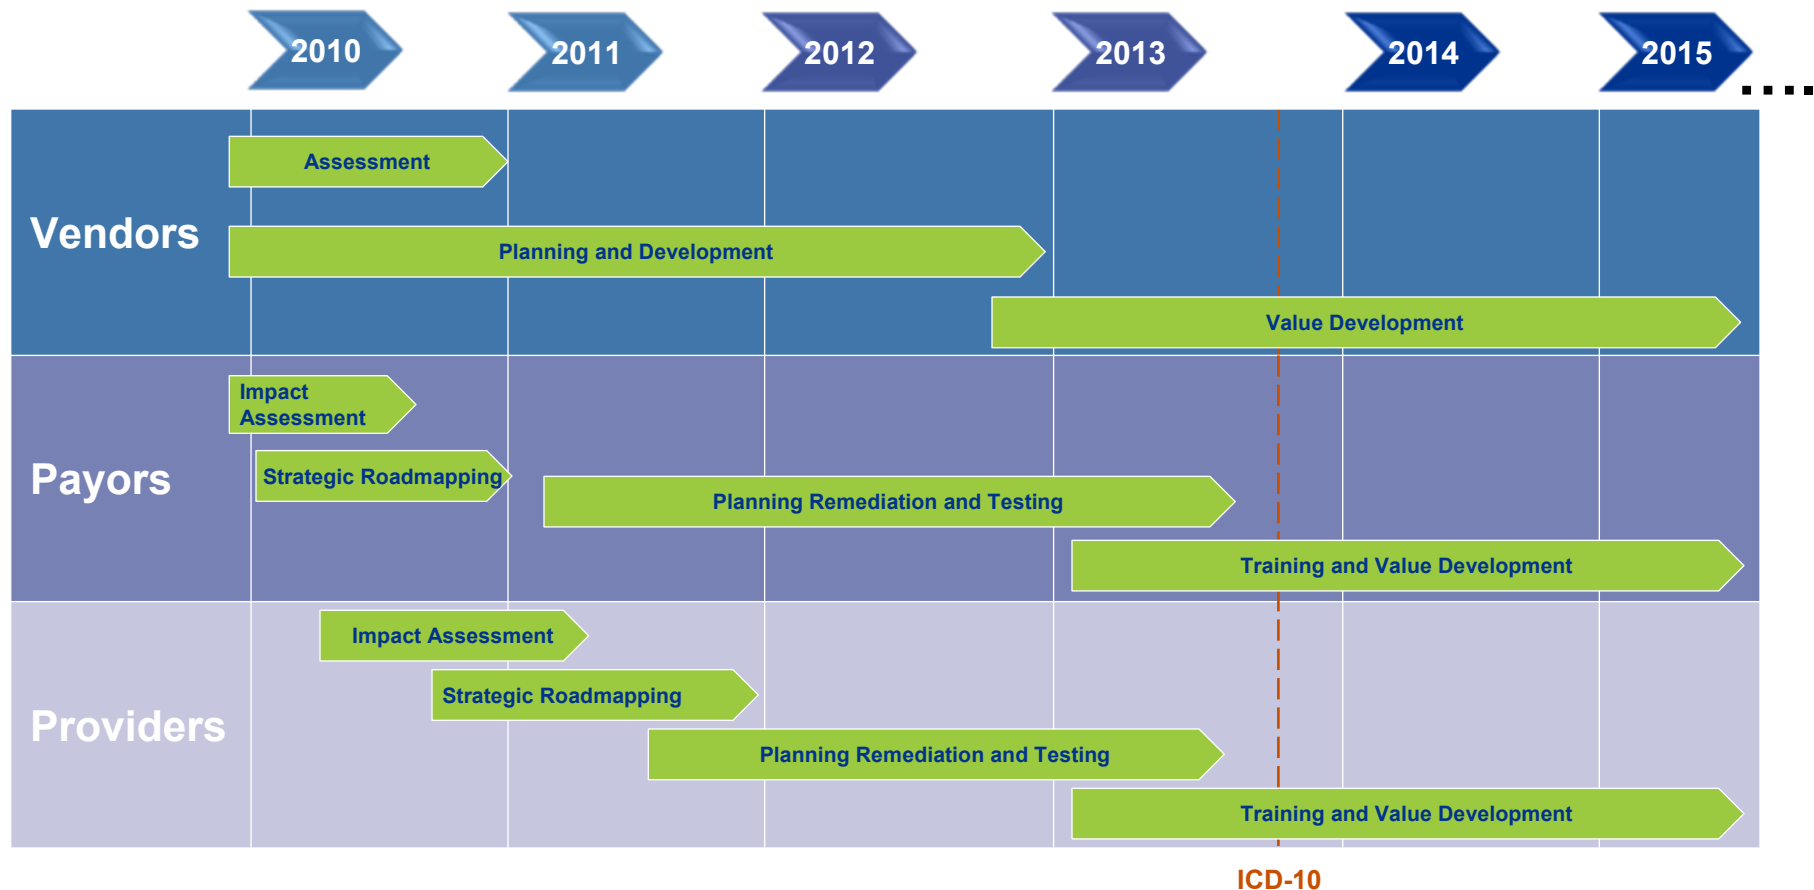 2010
2011
2012
2013
2014
2015
Vendors
Assessment
Planning and Development
Value Development
Payors
Impact
Assessment
Strategic Roadmapping
Planning Remediation and Testing
Training and Value Development
Providers
Impact Assessment
Strategic Roadmapping
Planning Remediation and Testing
Training and Value Development
ICD-10